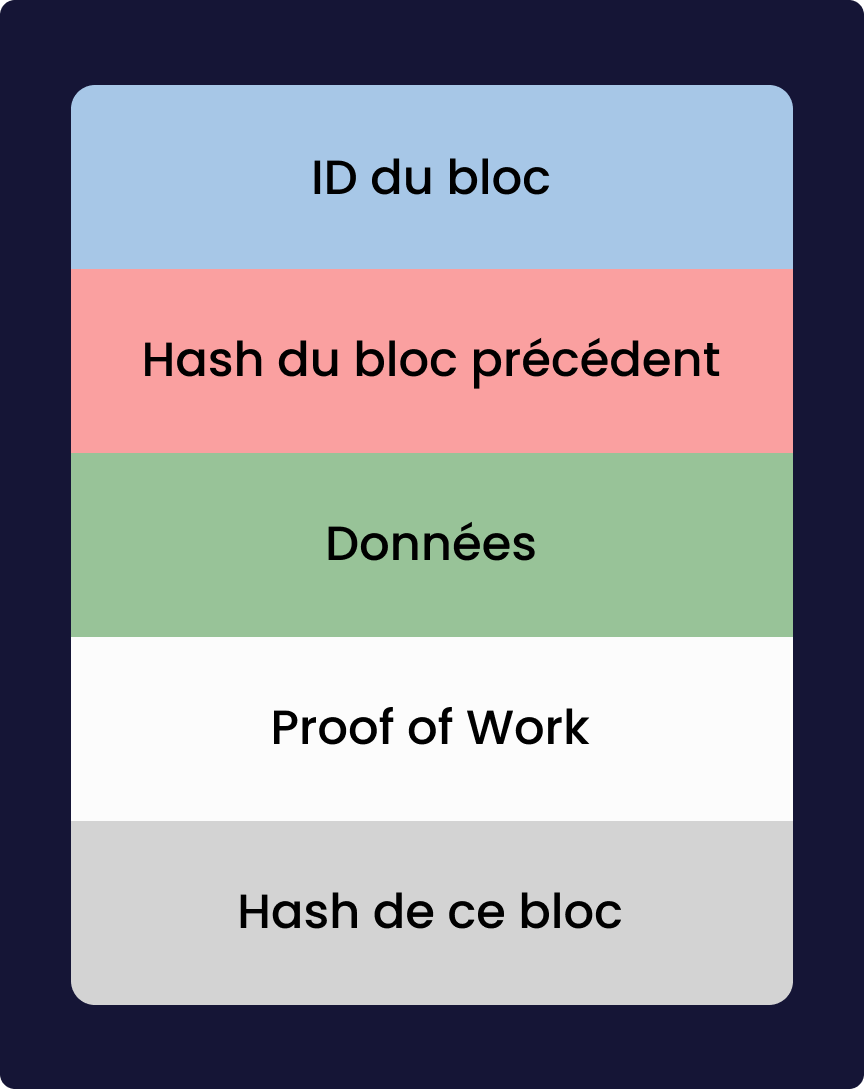 ID du bloc
Hash du bloc précédent
Données
Proof of Work
Hash de ce bloc